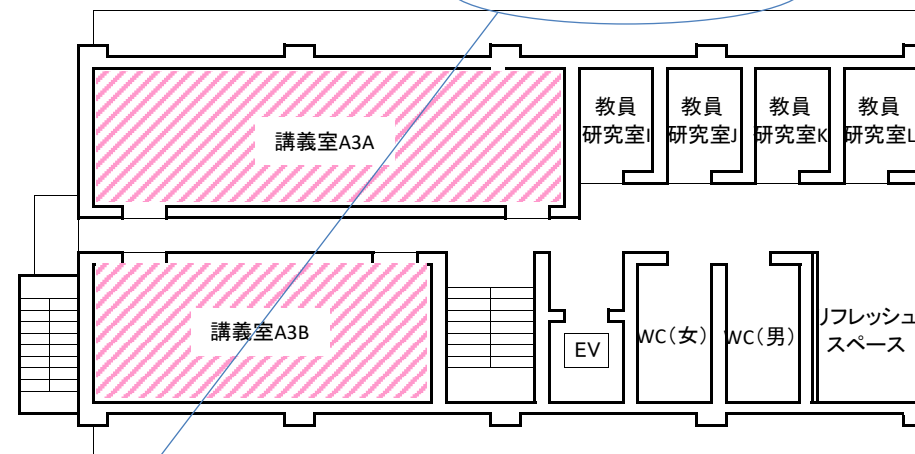 講義室A3A
教員
研究室I
教員
研究室J
教員
研究室K
教員
研究室L
講義室A3B
EV
WC(女)
WC(男)
リフレッシュ
スペース